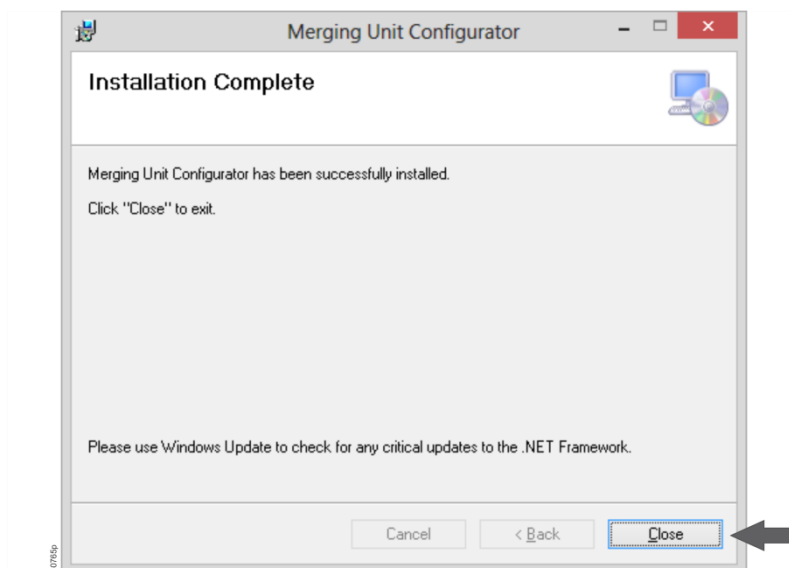 Merging Unit Configurator
Installation Complete
Merging Unit Configurator has been successfully installed.
Click "Close" to exit.
Please use Windows Update to check for any critical updates to the .NET Framework.
Cancel
< Back
Close
0765p